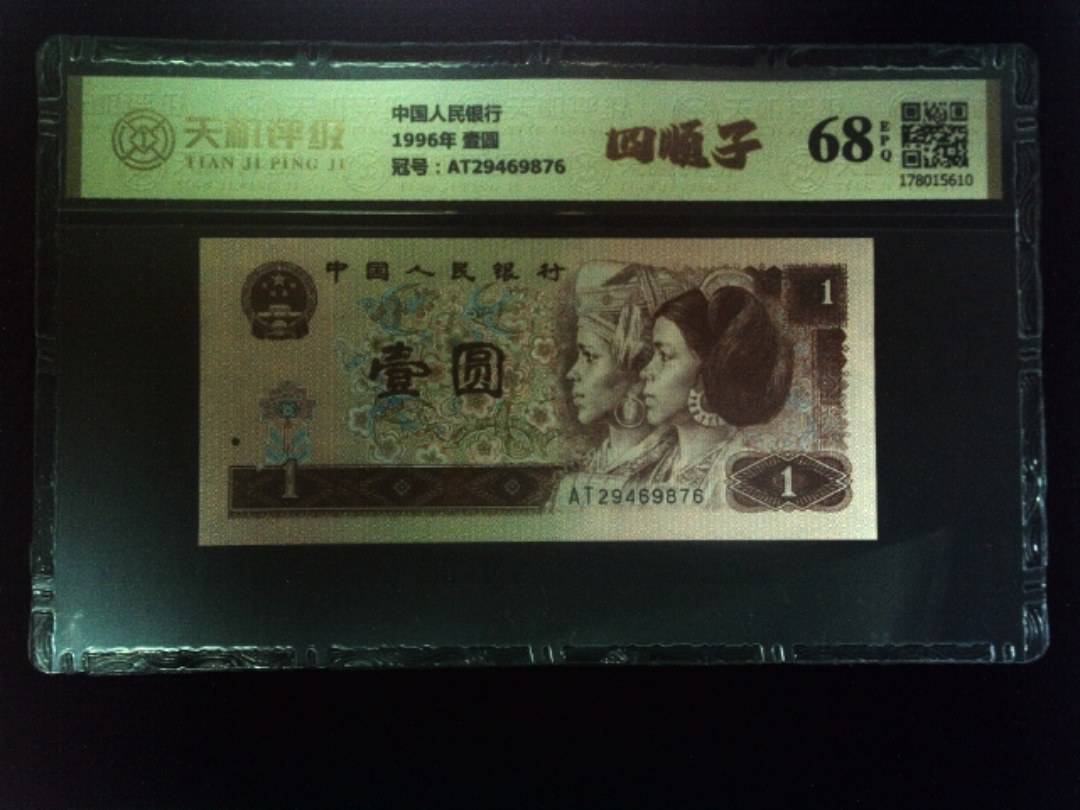 天机评级
TIAN JI PING JI
中国人民银行
1996年 壹圆
冠号：AT29469876
四顺子
68
EPQ
178015610
中国人民银行
1
壹圆
1
AT29469876
1